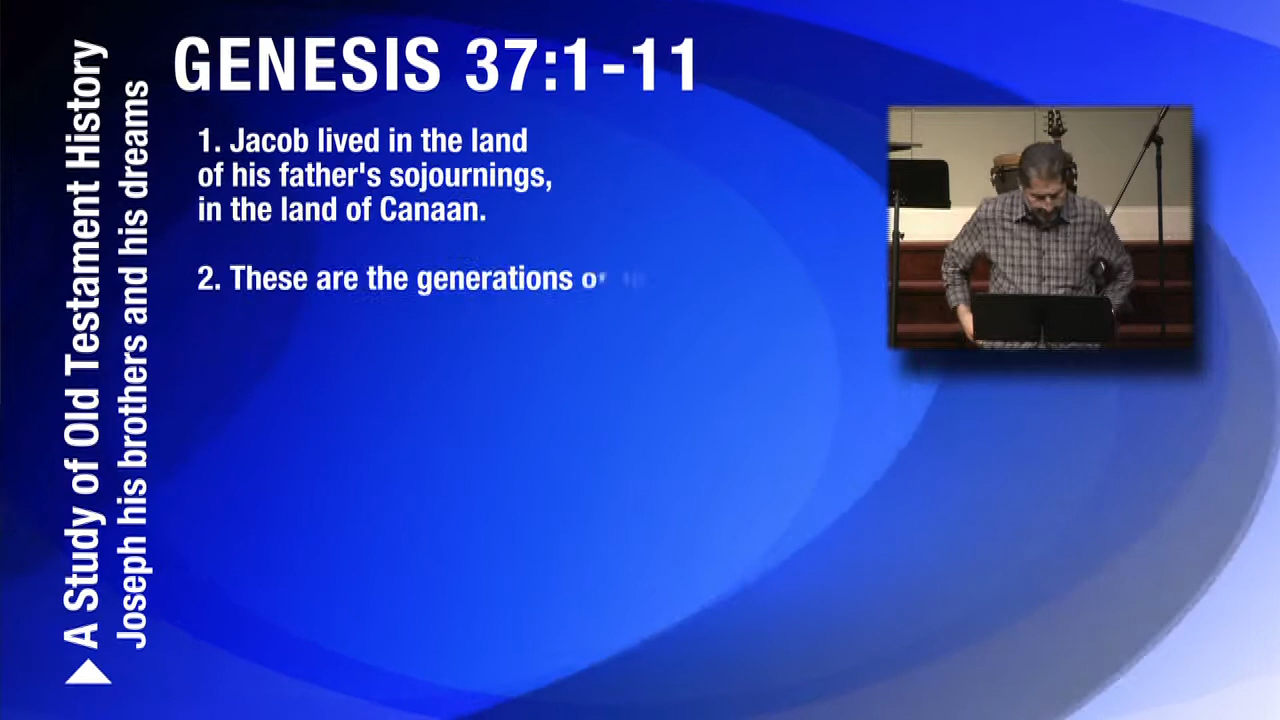 GENESIS 37:1-11
1. Jacob lived in the land
of his father's sojournings,
in the land of Canaan.
2. These are the generations
A Study of Old Testament History
Joseph his brothers and his dreams